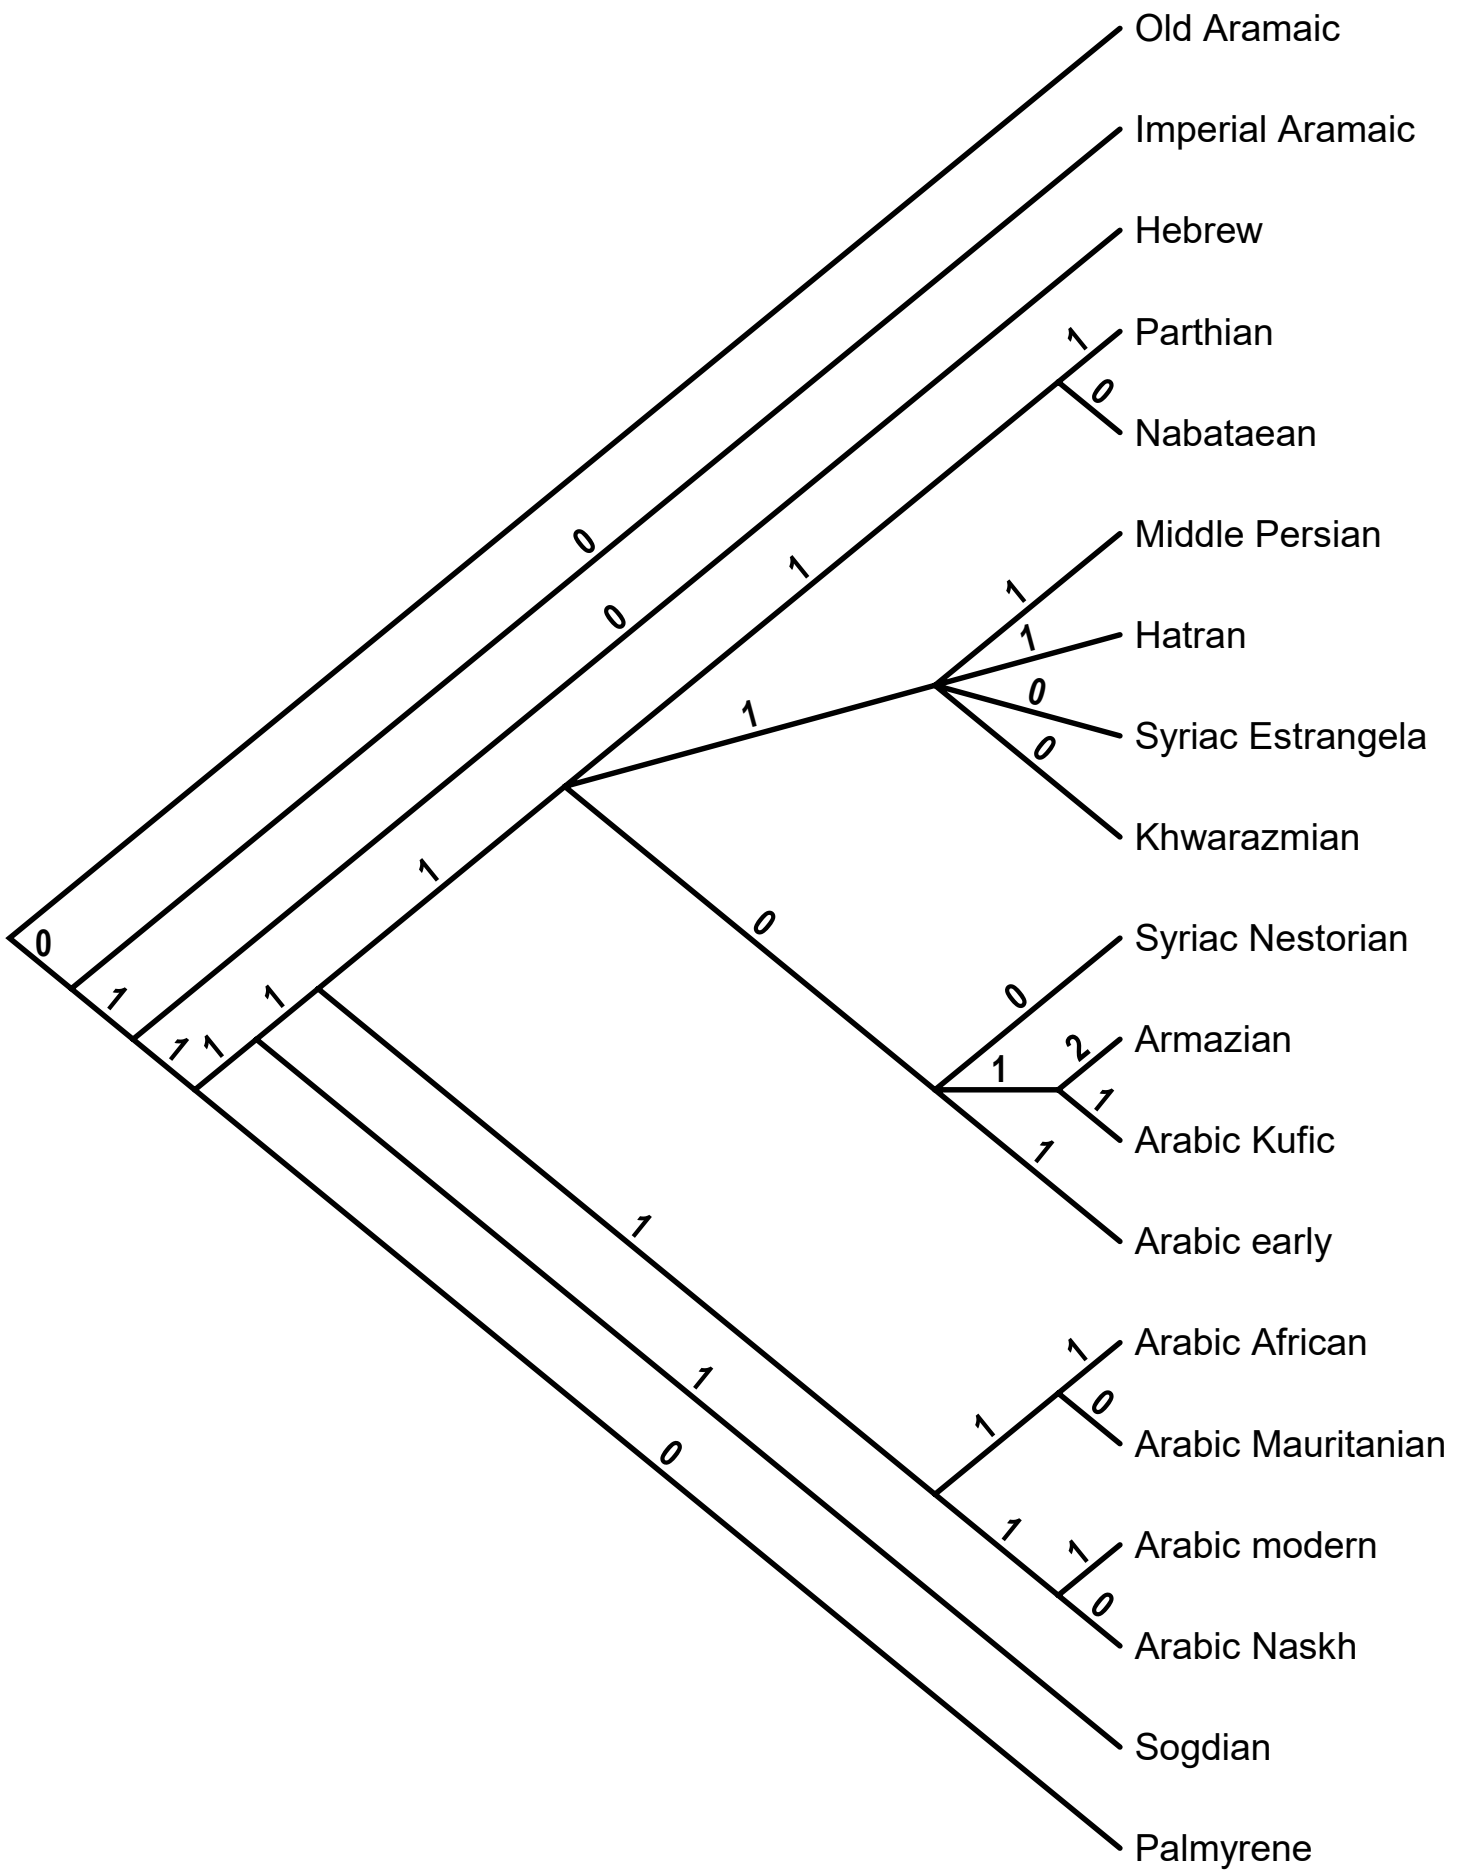 Old Aramaic
Imperial Aramaic
Hebrew
1 Parthian
0
Nabataean
Middle Persian
0
1
1
1 Hatran
0
0
1
Syriac Estrangela
0
Khwarazmian
1
0
Syriac Nestorian
0
1
1
0
1
1
2 Armazian
1
1
Arabic Kufic
1
Arabic early
1
1 Arabic African
1
0
1
Arabic Mauritanian
0
1
1 Arabic modern
0
Arabic Naskh
Sogdian
Palmyrene